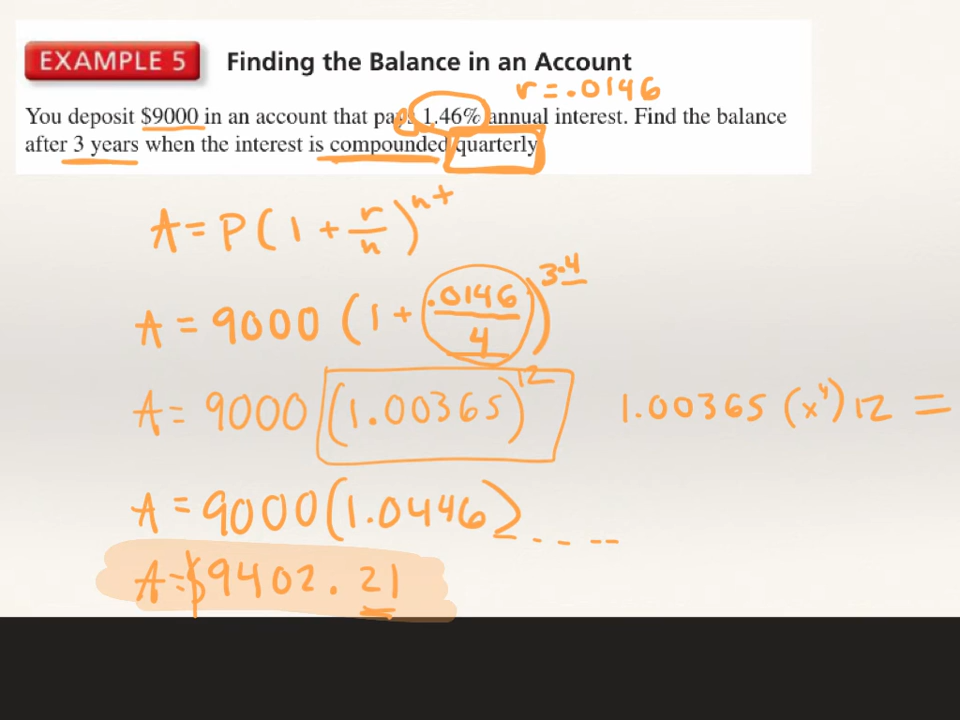 EXAMPLE 5 Finding the Balance in an Account
r = .0146
You deposit $9000 in an account that pays 1.46% annual interest. Find the balance
after 3 years when the interest is compounded quarterly.
A = P(1 + r/n)^nt
A = 9000 (1 + .0146/4)^3·4
A = 9000 (1.00365)^12 1.00365 (x^y) 12 =
A = 9000(1.0446)....
A = $9402.21